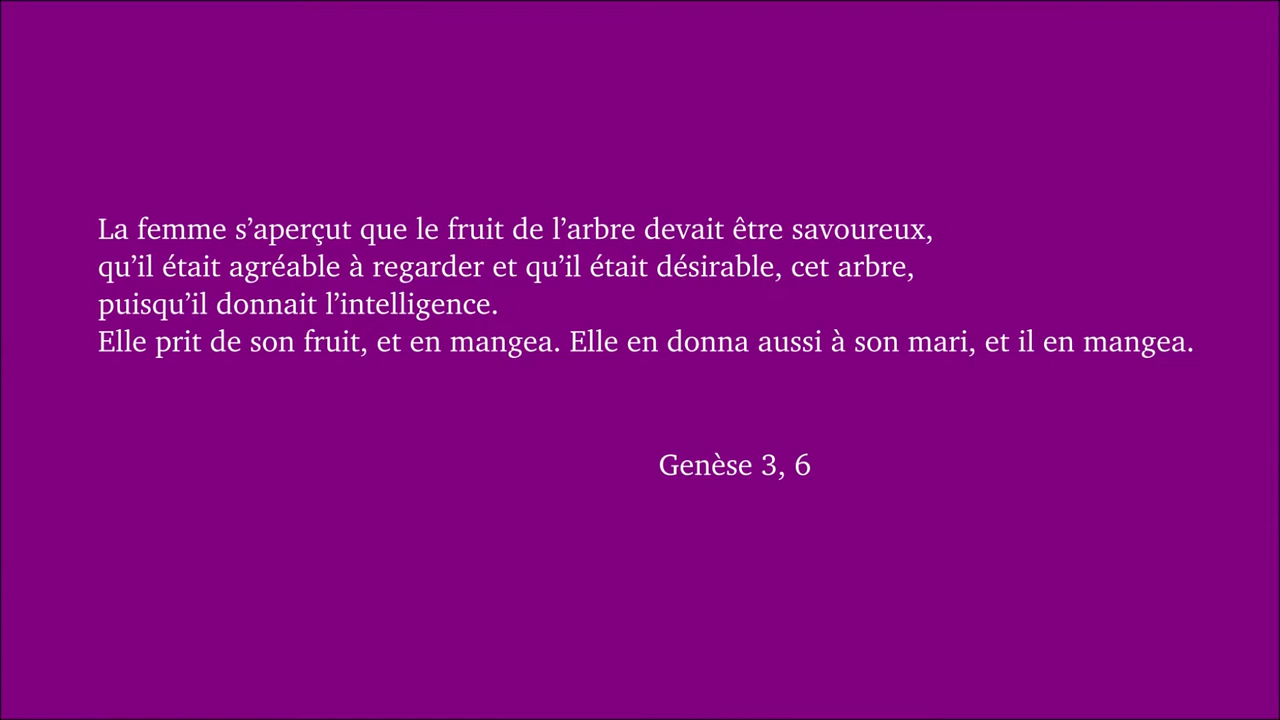 La femme s’aperçut que le fruit de l’arbre devait être savoureux,
qu’il était agréable à regarder et qu’il était désirable, cet arbre,
puisqu’il donnait l’intelligence.
Elle prit de son fruit, et en mangea. Elle en donna aussi à son mari, et il en mangea.
Genèse 3, 6